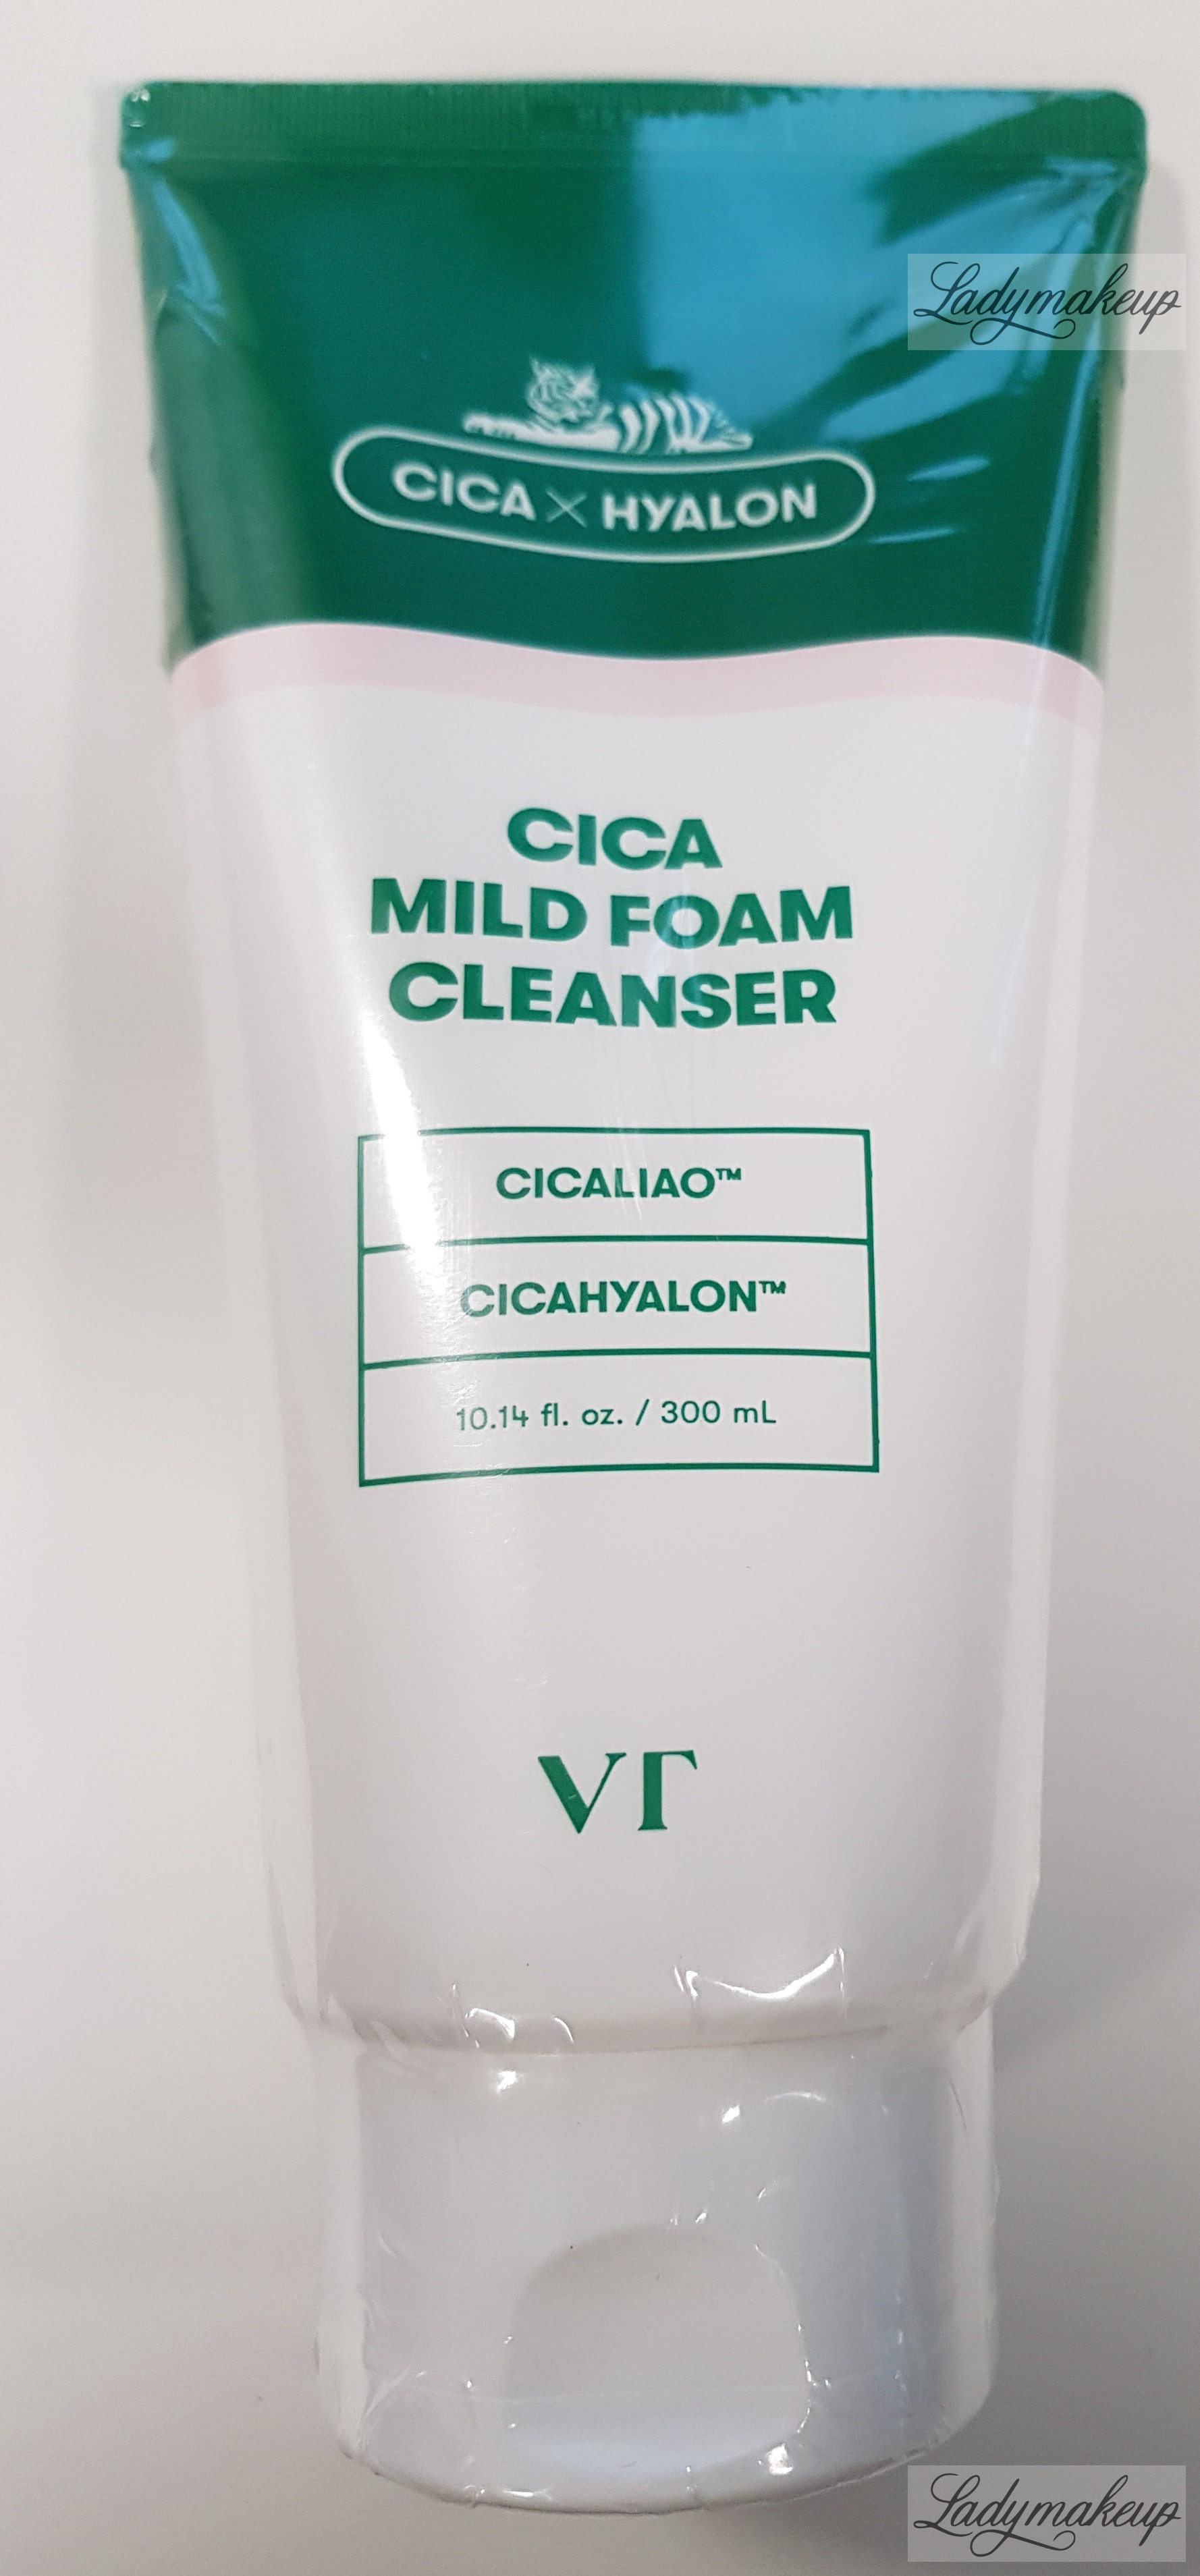 Ladymakeup
CICA X HYALON
CICA
MILD FOAM
CLEANSER
CICALIAO™
CICAHYALON™
10.14 fl. oz. / 300 mL
VT
Ladymakeup